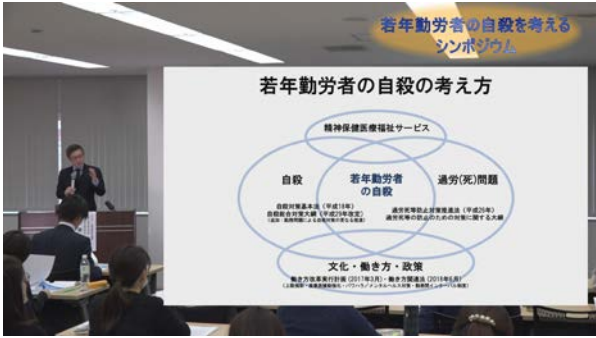 若年勤労者の自殺を考える
シンポジウム
若年勤労者の自殺の考え方
精神保健医療福祉サービス
自殺
若年勤労者
の自殺
過労(死)問題
自殺対策基本法(平成18年)
自殺総合対策大綱(平成29年改定)
過労死等防止対策推進法(平成26年)
過労死等の防止のための対策に関する大綱
文化・働き方・政策
働き方改革実行計画(2017年3月)・働き方関連法(2018年6月)